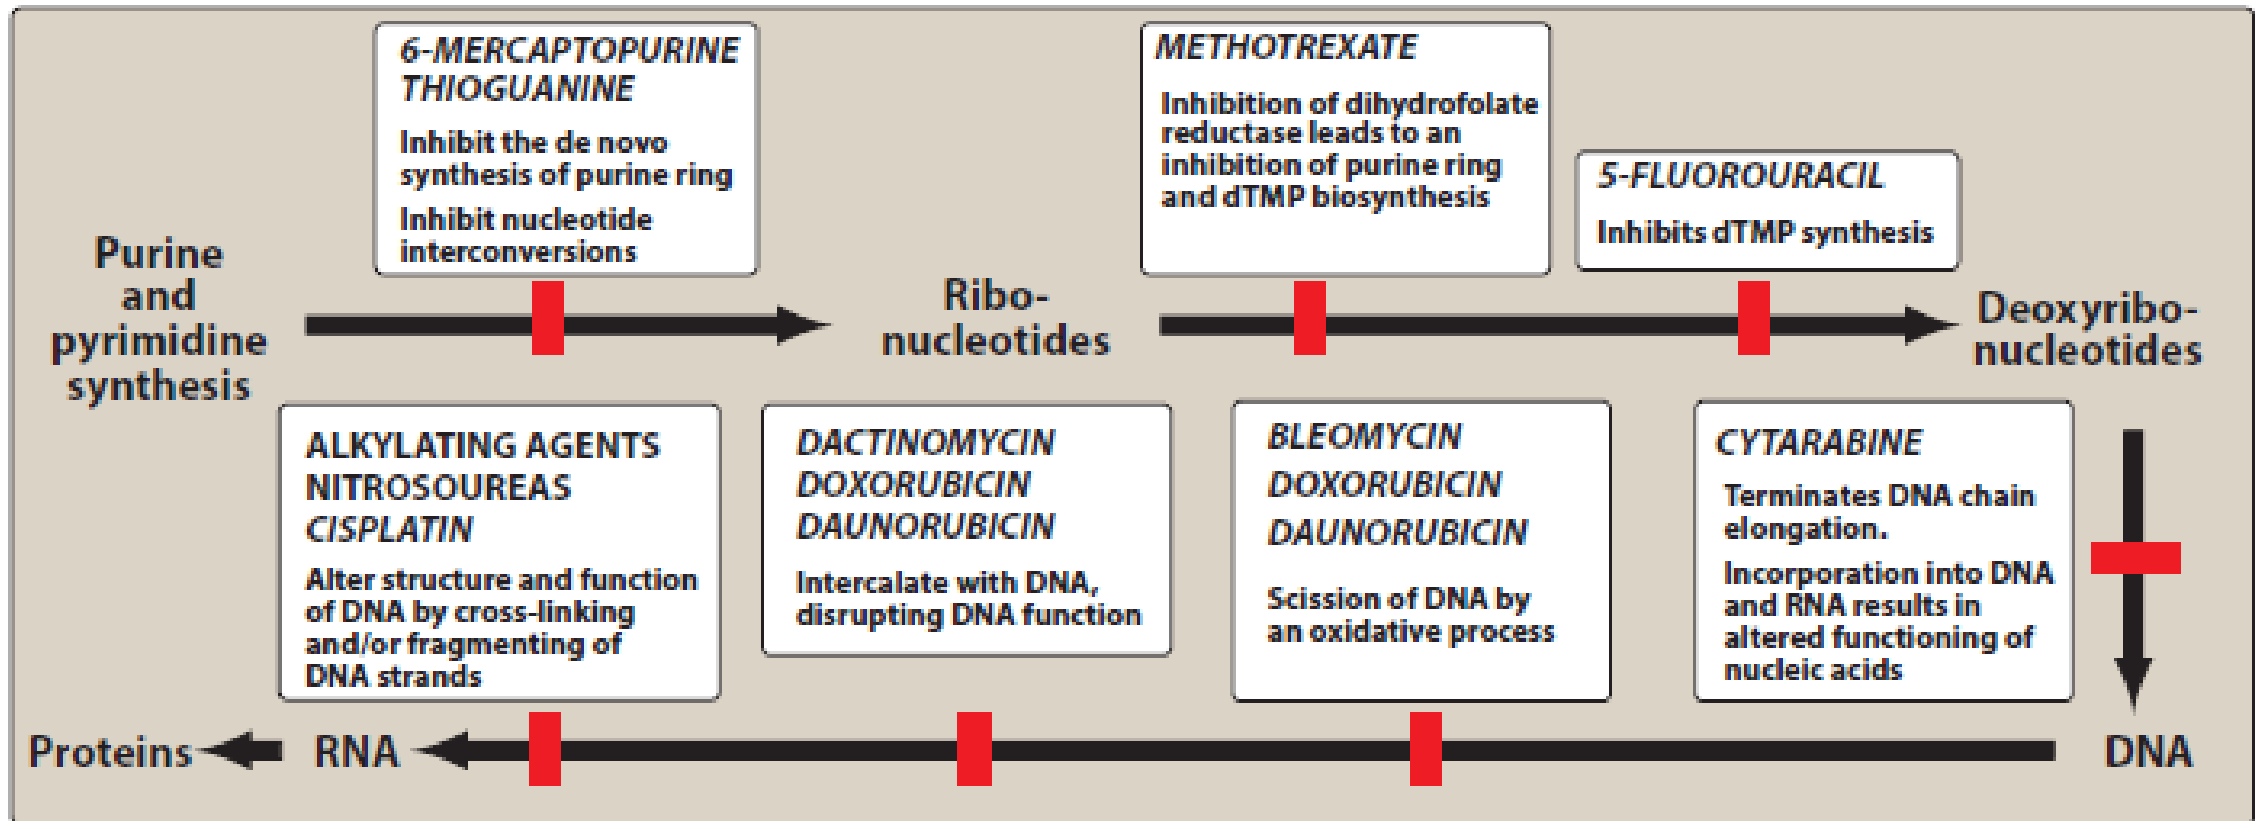 6-MERCAPTOPURINE
THIOGUANINE
Inhibit the de novo
synthesis of purine ring
Inhibit nucleotide
interconversions
METHOTREXATE
Inhibition of dihydrofolate
reductase leads to an
inhibition of purine ring
and dTMP biosynthesis
5-FLUOROURACIL
Inhibits dTMP synthesis
Purine
and
pyrimidine
synthesis
Ribo-
nucleotides
Deoxyribo-
nucleotides
ALKYLATING AGENTS
NITROSOUREAS
CISPLATIN
Alter structure and function
of DNA by cross-linking
and/or fragmenting of
DNA strands
DACTINOMYCIN
DOXORUBICIN
DAUNORUBICIN
Intercalate with DNA,
disrupting DNA function
BLEOMYCIN
DOXORUBICIN
DAUNORUBICIN
Scission of DNA by
an oxidative process
CYTARABINE
Terminates DNA chain
elongation.
Incorporation into DNA
and RNA results in
altered functioning of
nucleic acids
Proteins
RNA
DNA